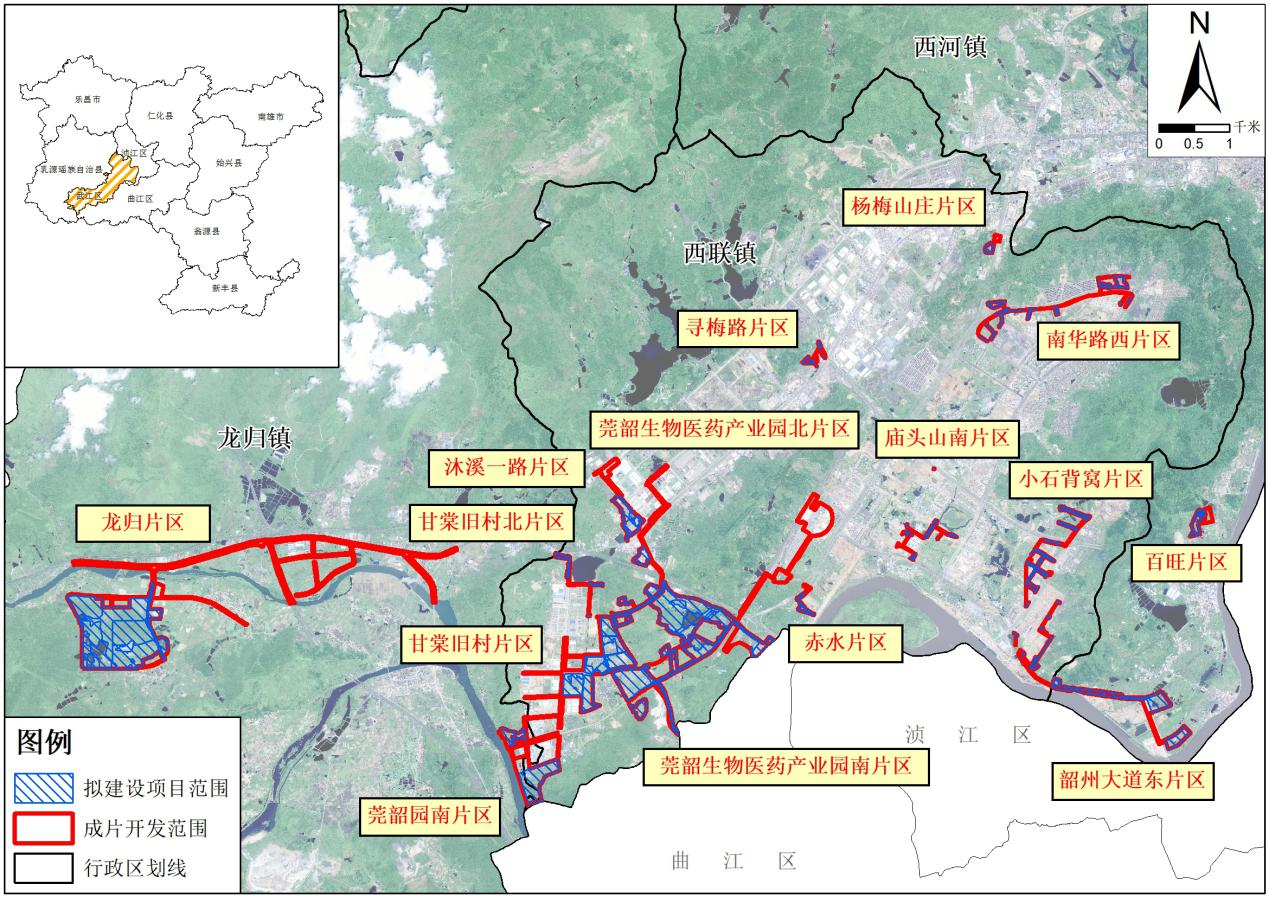 乐昌市
仁化县
南雄市
浈江区
始兴县
乳源瑶族自治县
武江区
曲江区
翁源县
新丰县
西河镇
N
千米
0 0.5 1
杨梅山庄片区
西联镇
寻梅路片区
南华路西片区
莞韶生物医药产业园北片区
庙头山南片区
龙归镇
沐溪一路片区
小石背窝片区
龙归片区
甘棠旧村北片区
百旺片区
甘棠旧村片区
赤水片区
浈江区
莞韶生物医药产业园南片区
韶州大道东片区
莞韶园南片区
曲江区
图例
拟建设项目范围
成片开发范围
行政区划线